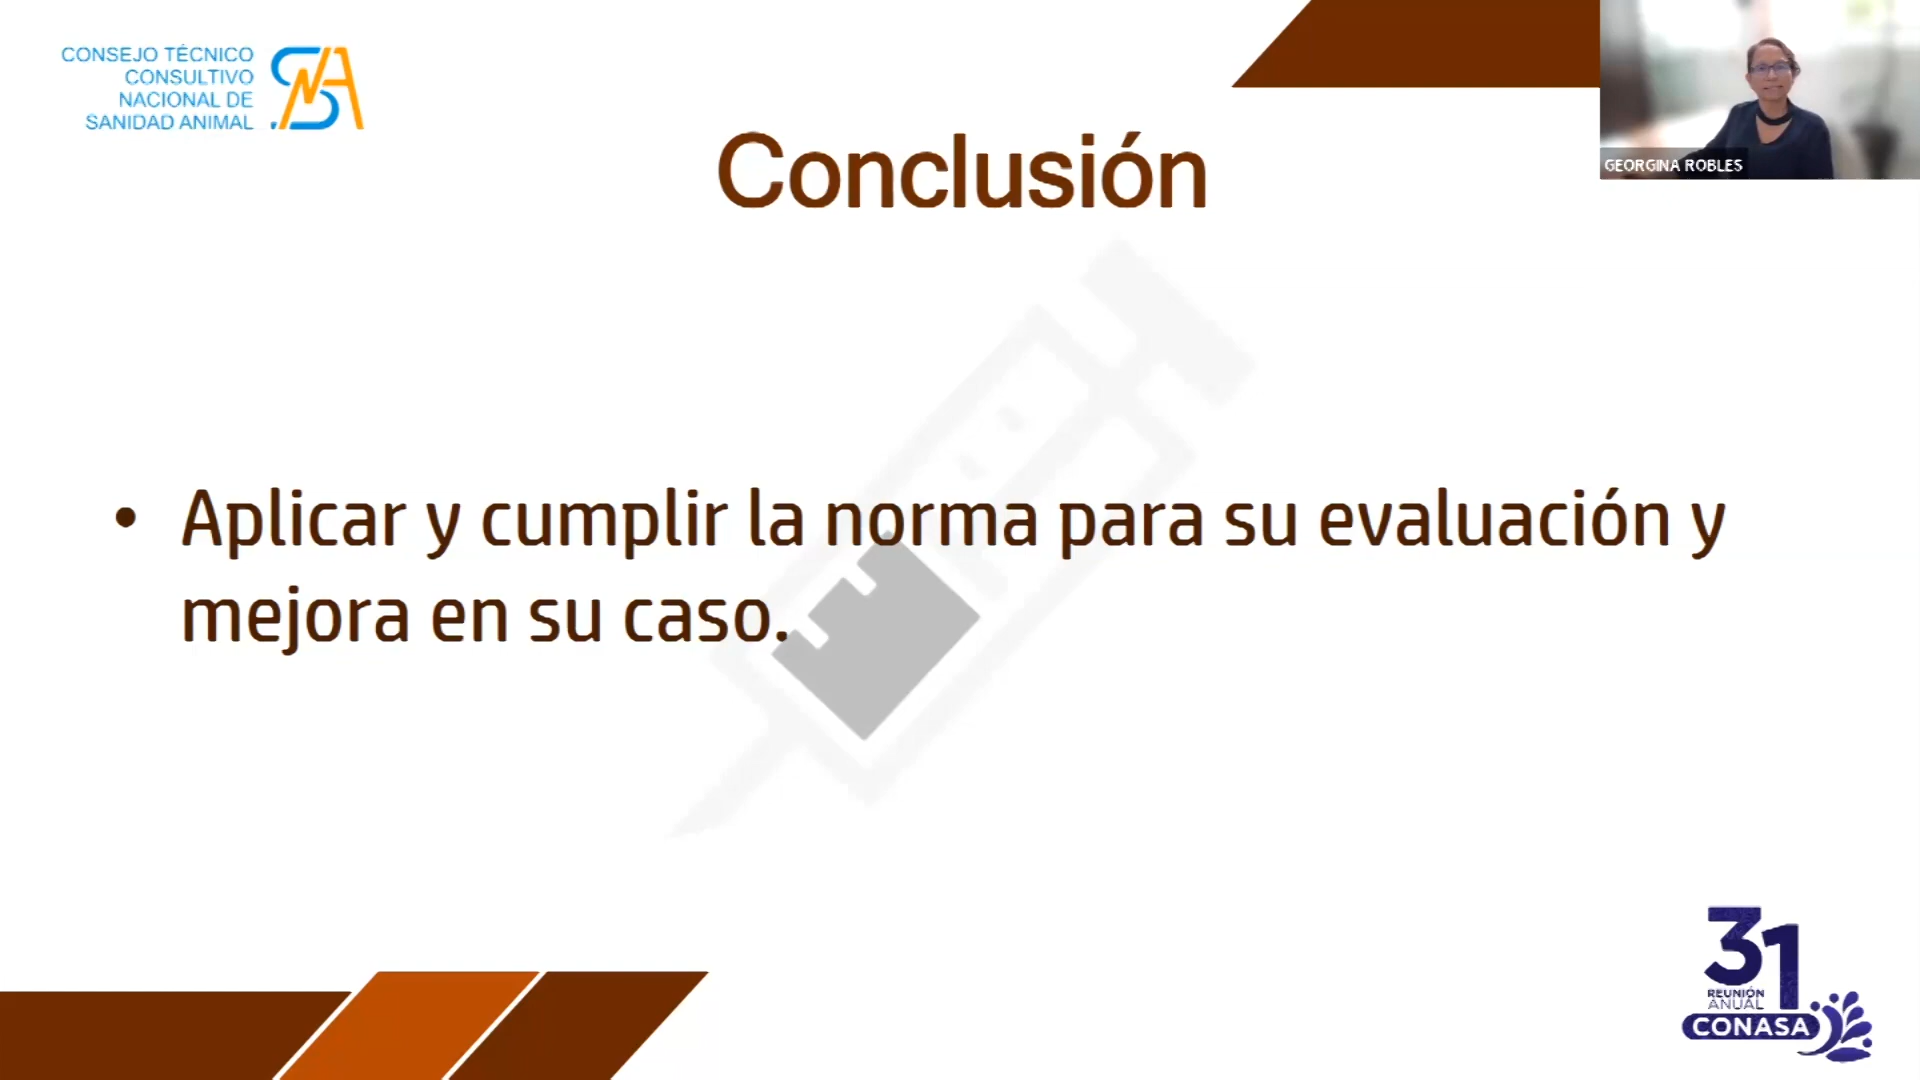 CONSEJO TÉCNICO
CONSULTIVO
NACIONAL DE
SANIDAD ANIMAL
GEORGINA ROBLES
Conclusión
• Aplicar y cumplir la norma para su evaluación y
mejora en su caso.
31
REUNIÓN
ANUAL
CONASA